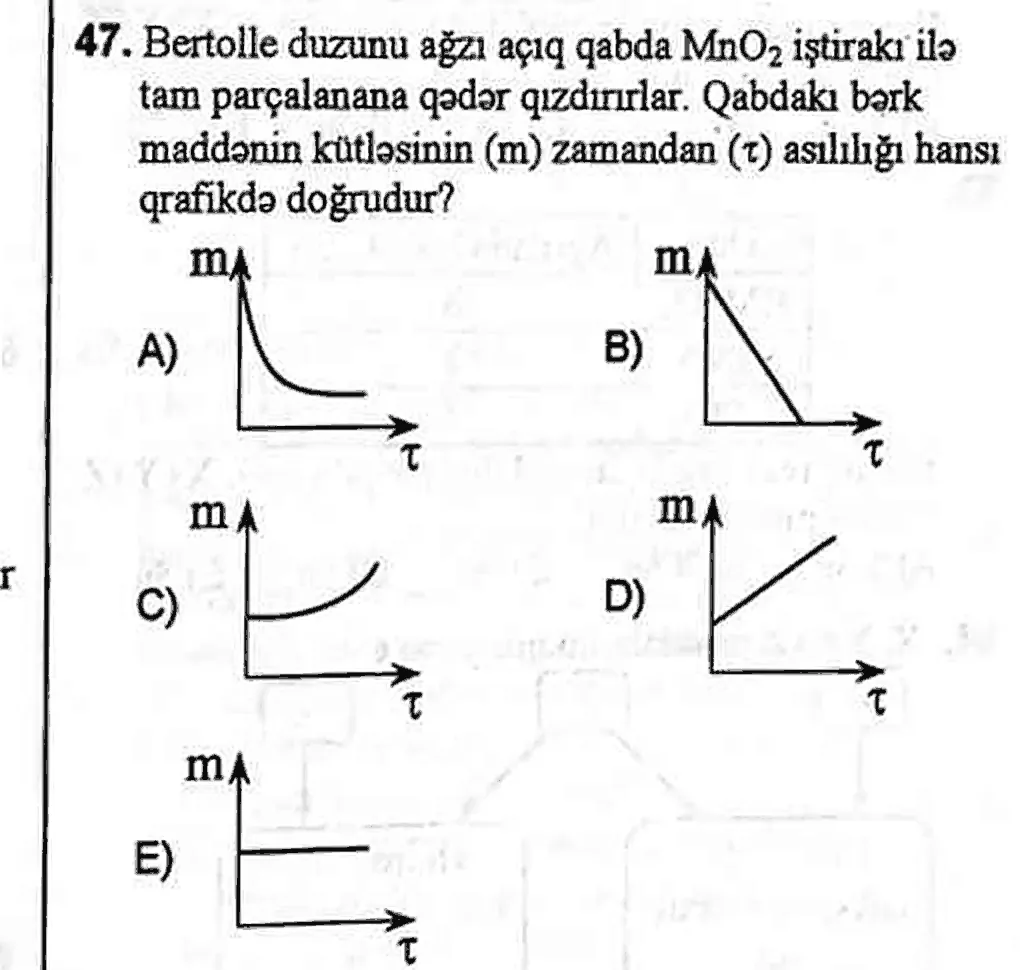 47. Bertolle duzunu ağzı açıq qabda MnO₂ iştirakı ilə
tam parçalanana qədər qızdırırlar. Qabdakı bərk
maddənin kütləsinin (m) zamandan (τ) asılılığı hansı
qrafikdə doğrudur?
m
A)
τ
m
B)
τ
m
C)
τ
m
D)
τ
m
E)
τ
r